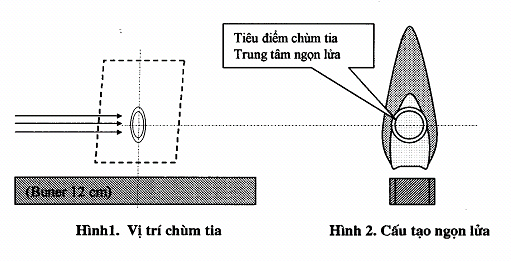 Tiêu điểm chùm tia
Trung tâm ngọn lửa
(Buner 12 cm)
Hình1. Vị trí chùm tia
Hình 2. Cấu tạo ngọn lửa